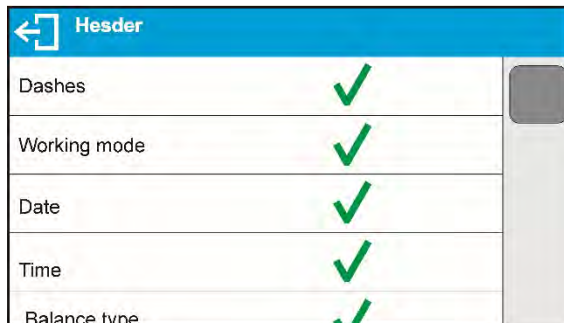 Hesder
Dashes
Working mode
Date
Time
Balance type